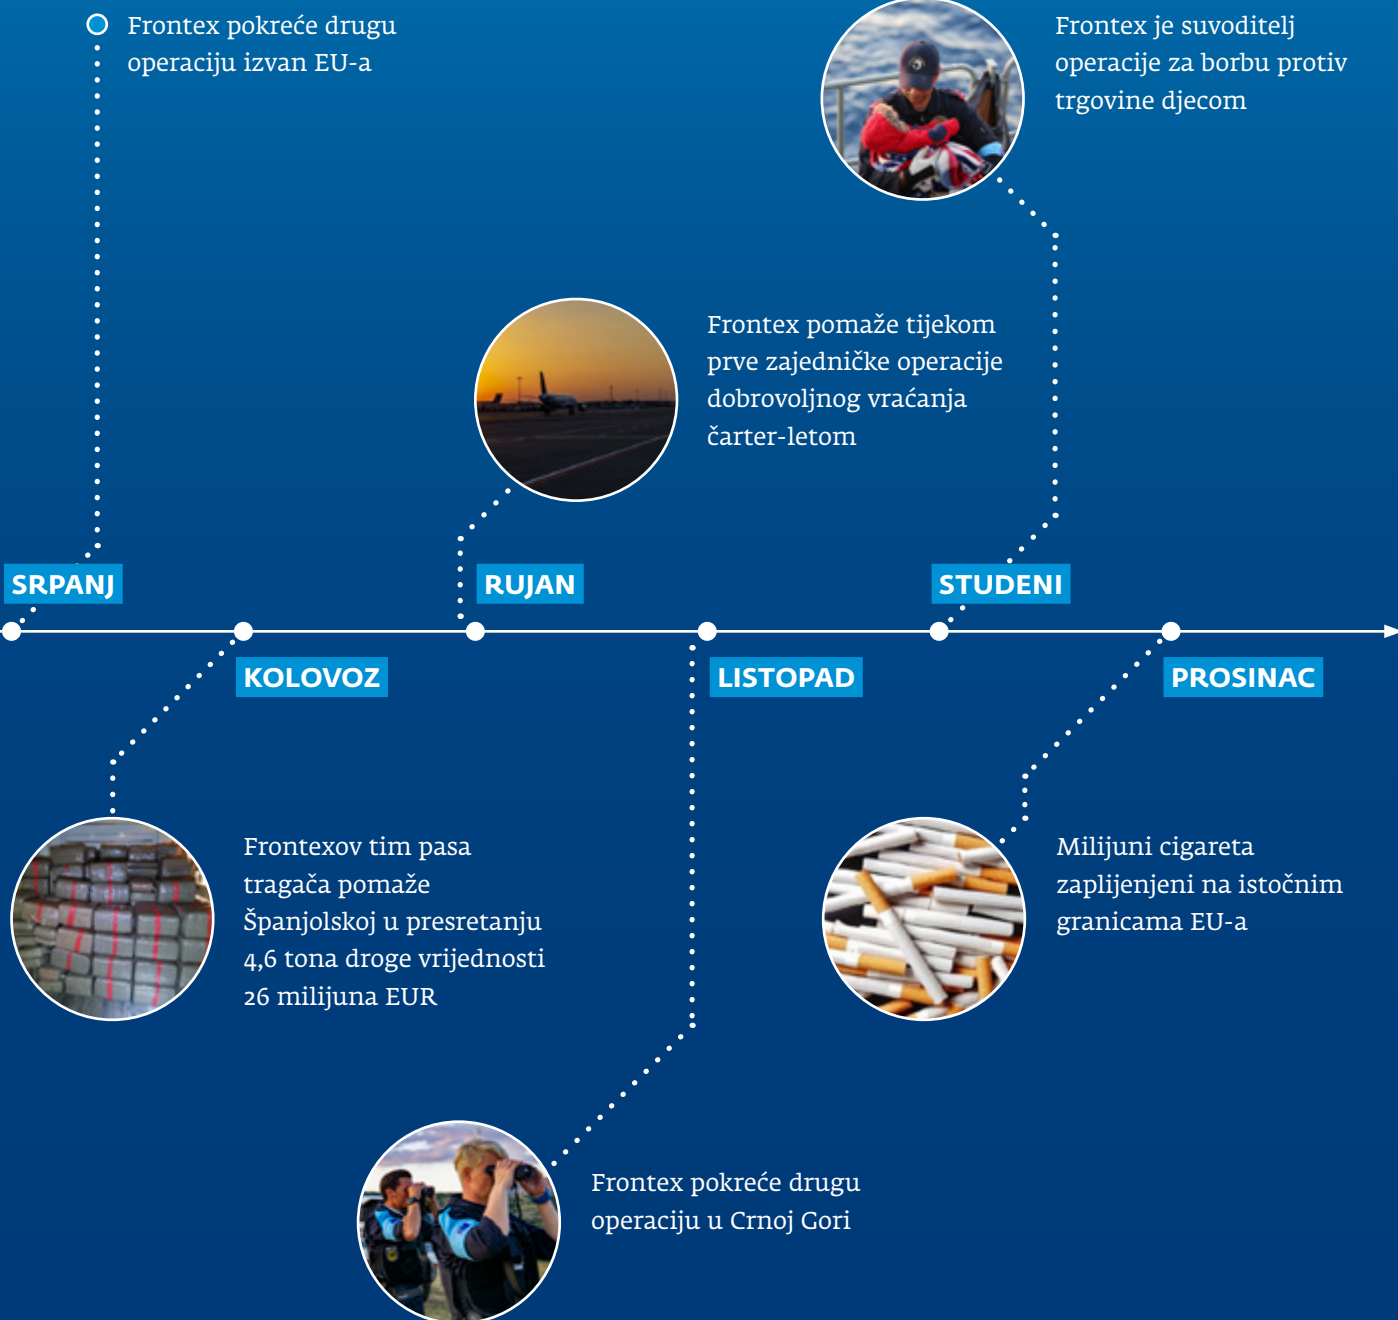 Frontex pokreće drugu
operaciju izvan EU-a
Frontex je suvoditelj
operacije za borbu protiv
trgovine djecom
Frontex pomaže tijekom
prve zajedničke operacije
dobrovoljnog vraćanja
čarter-letom
SRPANJ
RUJAN
STUDENI
KOLOVOZ
LISTOPAD
PROSINAC
Frontexov tim pasa
tragača pomaže
Španjolskoj u presretanju
4,6 tona droge vrijednosti
26 milijuna EUR
Milijuni cigareta
zaplijenjeni na istočnim
granicama EU-a
Frontex pokreće drugu
operaciju u Crnoj Gori